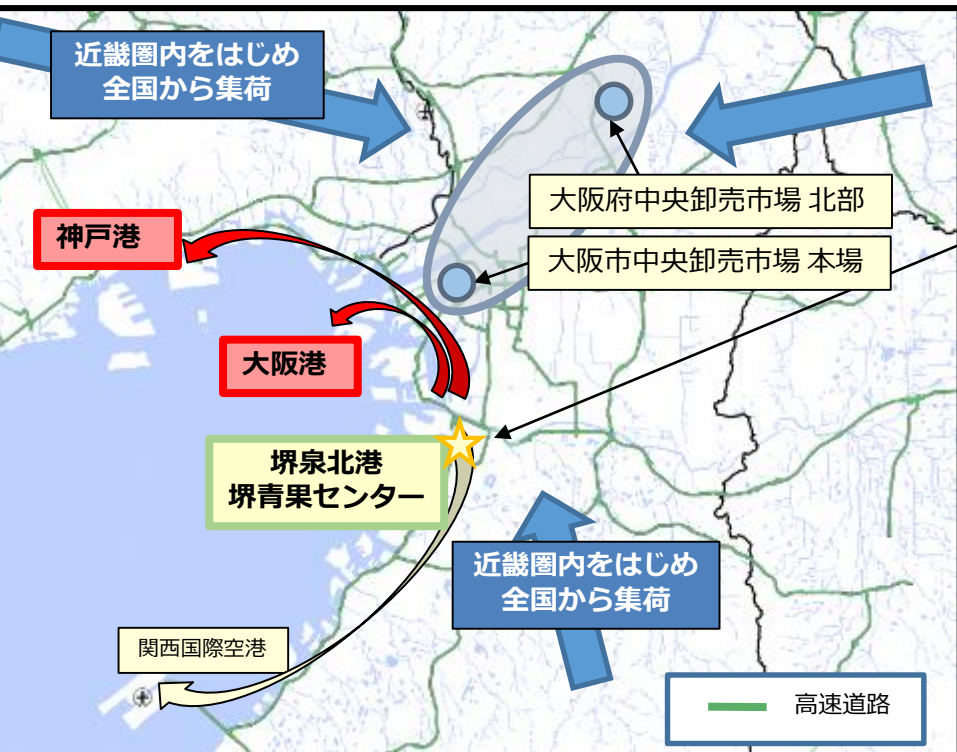 近畿圏内をはじめ
全国から集荷
大阪府中央卸売市場 北部
神戸港
大阪市中央卸売市場 本場
大阪港
堺泉北港
堺青果センター
近畿圏内をはじめ
全国から集荷
関西国際空港
高速道路